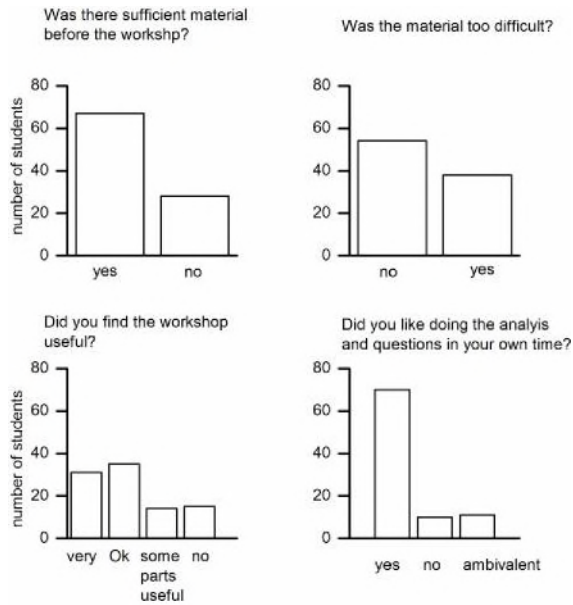 Was there sufficient material
before the workshp?
80
60
40
20
0
number of students
yes no
Was the material too difficult?
80
60
40
20
0
no yes
Did you find the workshop
useful?
80
60
40
20
0
number of students
very Ok some no
parts
useful
Did you like doing the analyis
and questions in your own time?
80
60
40
20
0
yes no ambivalent